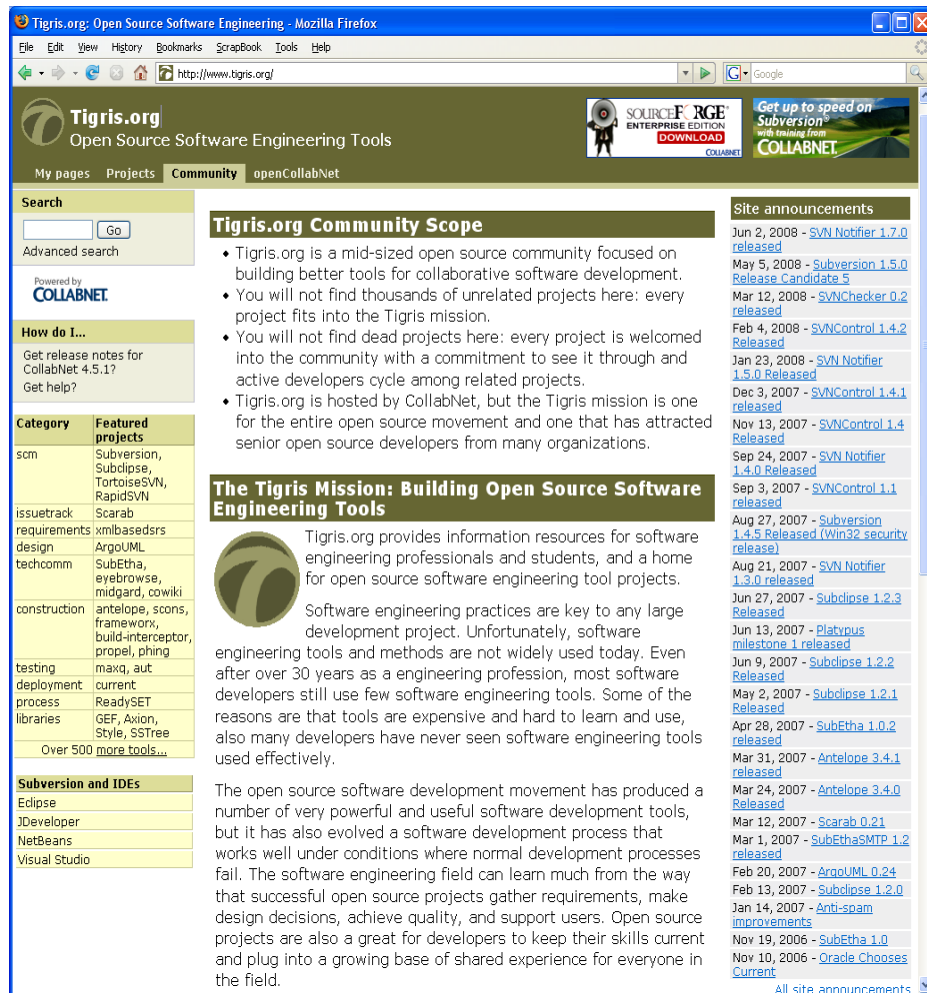 Tigris.org: Open Source Software Engineering - Mozilla Firefox
File Edit View History Bookmarks ScrapBook Tools Help
http://www.tigris.org/
G Google
Tigris.org
Open Source Software Engineering Tools
SOURCEFORGE
ENTERPRISE EDITION
DOWNLOAD
COLLABNET
Get up to speed on
Subversion®
with training from
COLLABNET.
My pages Projects Community openCollabNet
Search
Go
Advanced search
Powered by
COLLABNET.
How do I...
Get release notes for
CollabNet 4.5.1?
Get help?
Category Featured
projects
scm Subversion,
Subclipse,
TortoiseSVN,
RapidSVN
issuetrack Scarab
requirements xmlbasedsrs
design ArgoUML
techcomm SubEtha,
eyebrowse,
midgard, cowiki
construction antelope, scons,
frameworx,
build-interceptor,
propel, phing
testing maxq, aut
deployment current
process ReadySET
libraries GEF, Axion,
Style, SSTree
Over 500 more tools...
Subversion and IDEs
Eclipse
JDeveloper
NetBeans
Visual Studio
Tigris.org Community Scope
• Tigris.org is a mid-sized open source community focused on
building better tools for collaborative software development.
• You will not find thousands of unrelated projects here: every
project fits into the Tigris mission.
• You will not find dead projects here: every project is welcomed
into the community with a commitment to see it through and
active developers cycle among related projects.
• Tigris.org is hosted by CollabNet, but the Tigris mission is one
for the entire open source movement and one that has attracted
senior open source developers from many organizations.
The Tigris Mission: Building Open Source Software
Engineering Tools
Tigris.org provides information resources for software
engineering professionals and students, and a home
for open source software engineering tool projects.
Software engineering practices are key to any large
development project. Unfortunately, software
engineering tools and methods are not widely used today. Even
after over 30 years as a engineering profession, most software
developers still use few software engineering tools. Some of the
reasons are that tools are expensive and hard to learn and use,
also many developers have never seen software engineering tools
used effectively.
The open source software development movement has produced a
number of very powerful and useful software development tools,
but it has also evolved a software development process that
works well under conditions where normal development processes
fail. The software engineering field can learn much from the way
that successful open source projects gather requirements, make
design decisions, achieve quality, and support users. Open source
projects are also a great for developers to keep their skills current
and plug into a growing base of shared experience for everyone in
the field.
Site announcements
Jun 2, 2008 - SVN Notifier 1.7.0
released
May 5, 2008 - Subversion 1.5.0
Release Candidate 5
Mar 12, 2008 - SVNChecker 0.2
released
Feb 4, 2008 - SVNControl 1.4.2
Released
Jan 23, 2008 - SVN Notifier
1.5.0 Released
Dec 3, 2007 - SVNControl 1.4.1
released
Nov 13, 2007 - SVNControl 1.4
Released
Sep 24, 2007 - SVN Notifier
1.4.0 Released
Sep 3, 2007 - SVNControl 1.1
released
Aug 27, 2007 - Subversion
1.4.5 Released (Win32 security
release)
Aug 21, 2007 - SVN Notifier
1.3.0 released
Jun 27, 2007 - Subclipse 1.2.3
Released
Jun 13, 2007 - Platypus
milestone 1 released
Jun 9, 2007 - Subclipse 1.2.2
Released
May 2, 2007 - Subclipse 1.2.1
Released
Apr 28, 2007 - SubEtha 1.0.2
released
Mar 31, 2007 - Antelope 3.4.1
released
Mar 24, 2007 - Antelope 3.4.0
Released
Mar 12, 2007 - Scarab 0.21
Mar 1, 2007 - SubEthaSMTP 1.2
released
Feb 20, 2007 - ArgoUML 0.24
Feb 13, 2007 - Subclipse 1.2.0
Jan 14, 2007 - Anti-spam
improvements
Nov 19, 2006 - SubEtha 1.0
Nov 10, 2006 - Oracle Chooses
Current
All site announcements